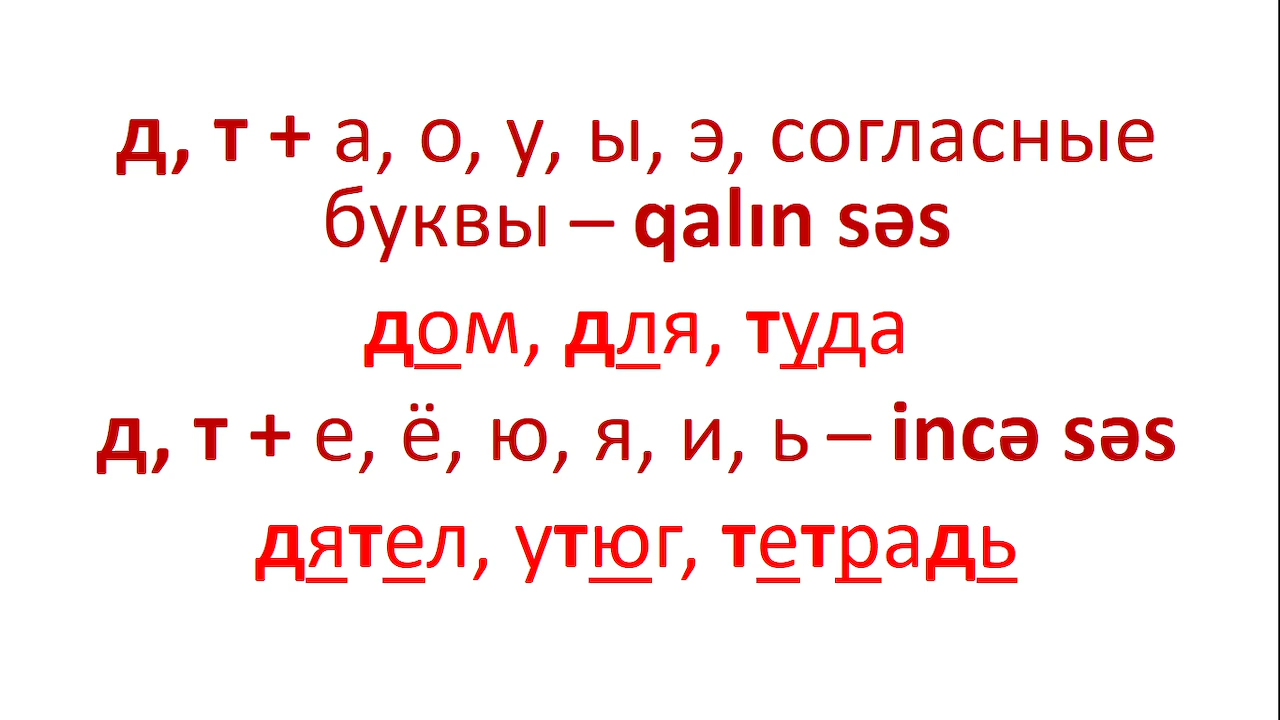 д, т + а, о, у, ы, э, согласные
буквы – qalın səs
дом, для, туда
д, т + е, ё, ю, я, и, ь – incə səs
дятел, утюг, тетрадь